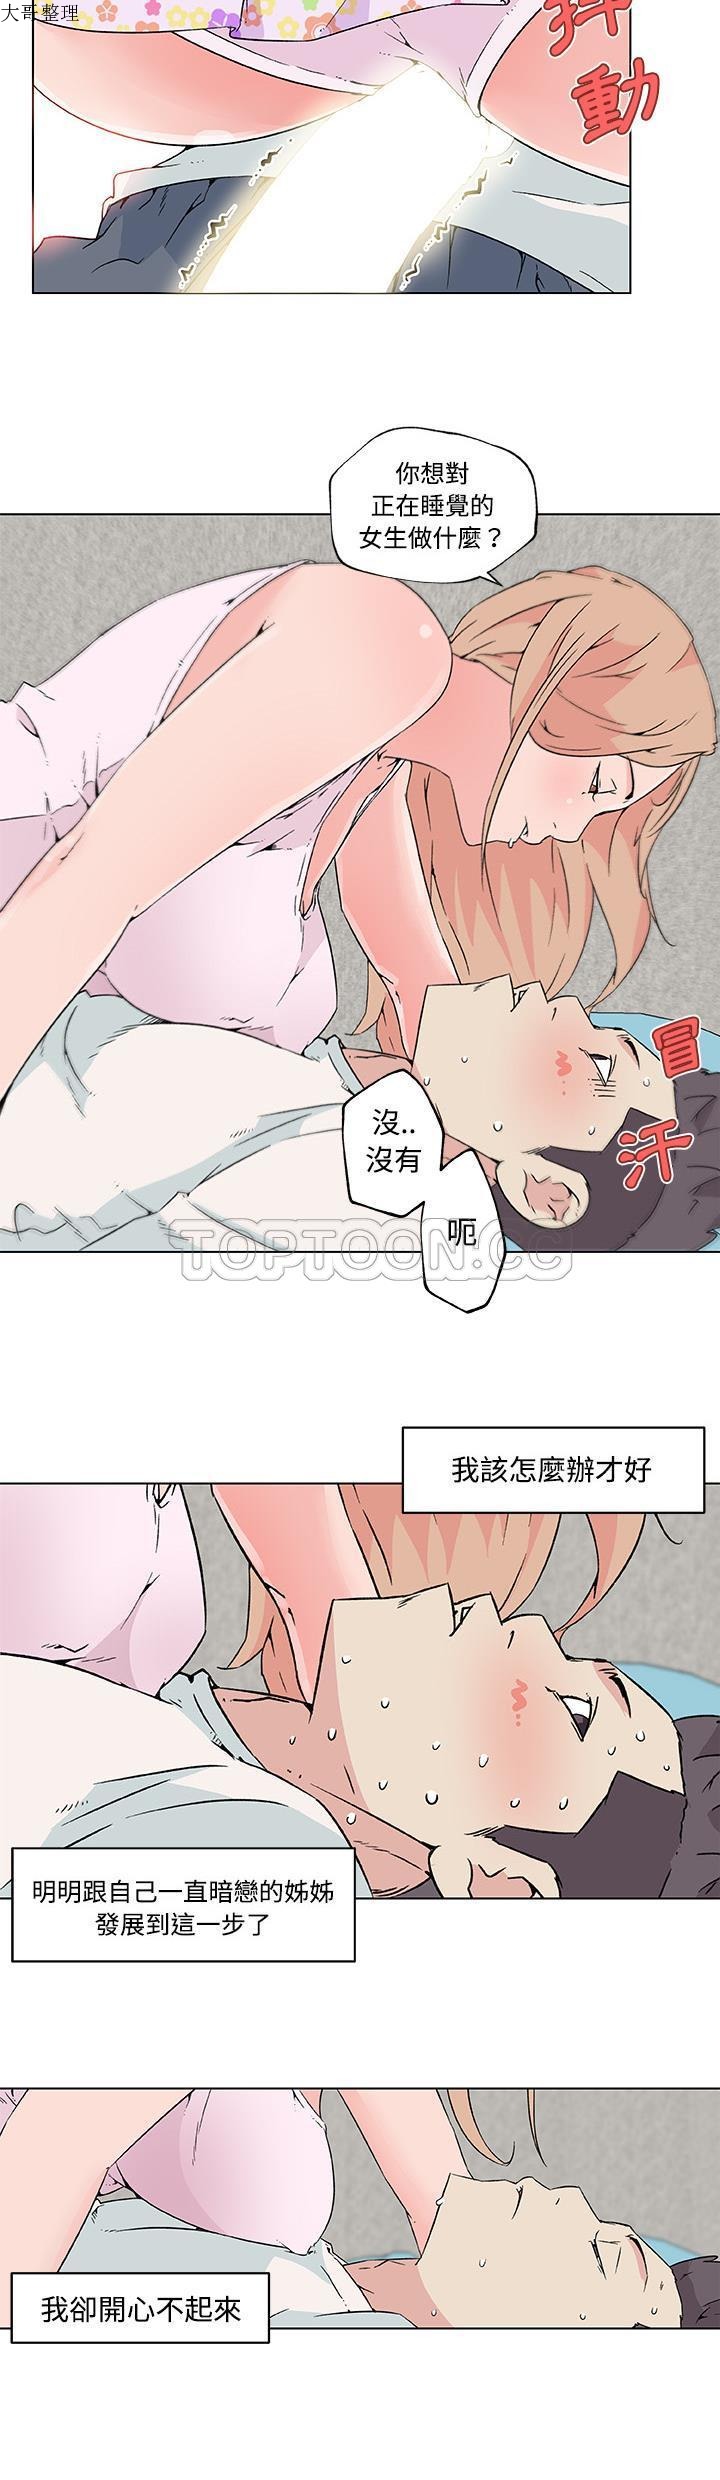 大哥整理
抖動
你想對
正在睡覺的
女生做什麼？
冒汗
沒..
沒有
呃
TOPTOON.CC
我該怎麼辦才好
明明跟自己一直暗戀的姊姊
發展到這一步了
我卻開心不起來